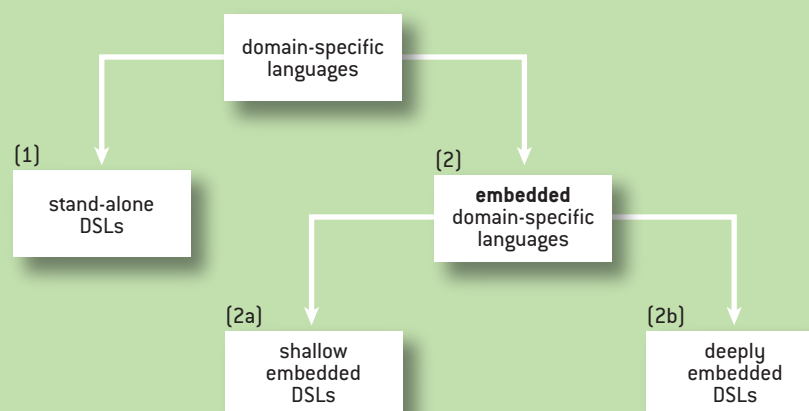 domain-specific
languages
(1)
stand-alone
DSLs
(2)
embedded
domain-specific
languages
(2a)
shallow
embedded
DSLs
(2b)
deeply
embedded
DSLs